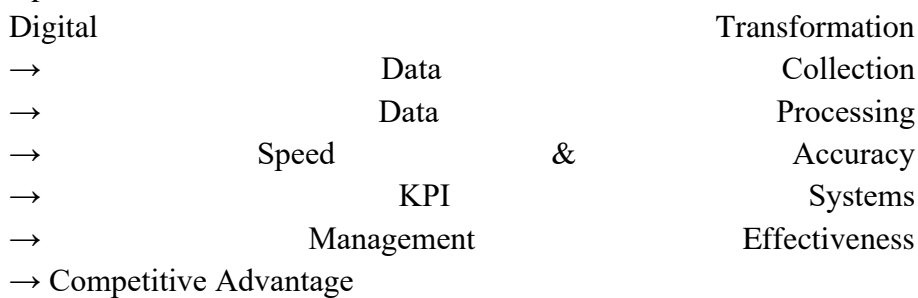 Digital Transformation
→ Data Collection
→ Data Processing
→ Speed & Accuracy
→ KPI Systems
→ Management Effectiveness
→ Competitive Advantage